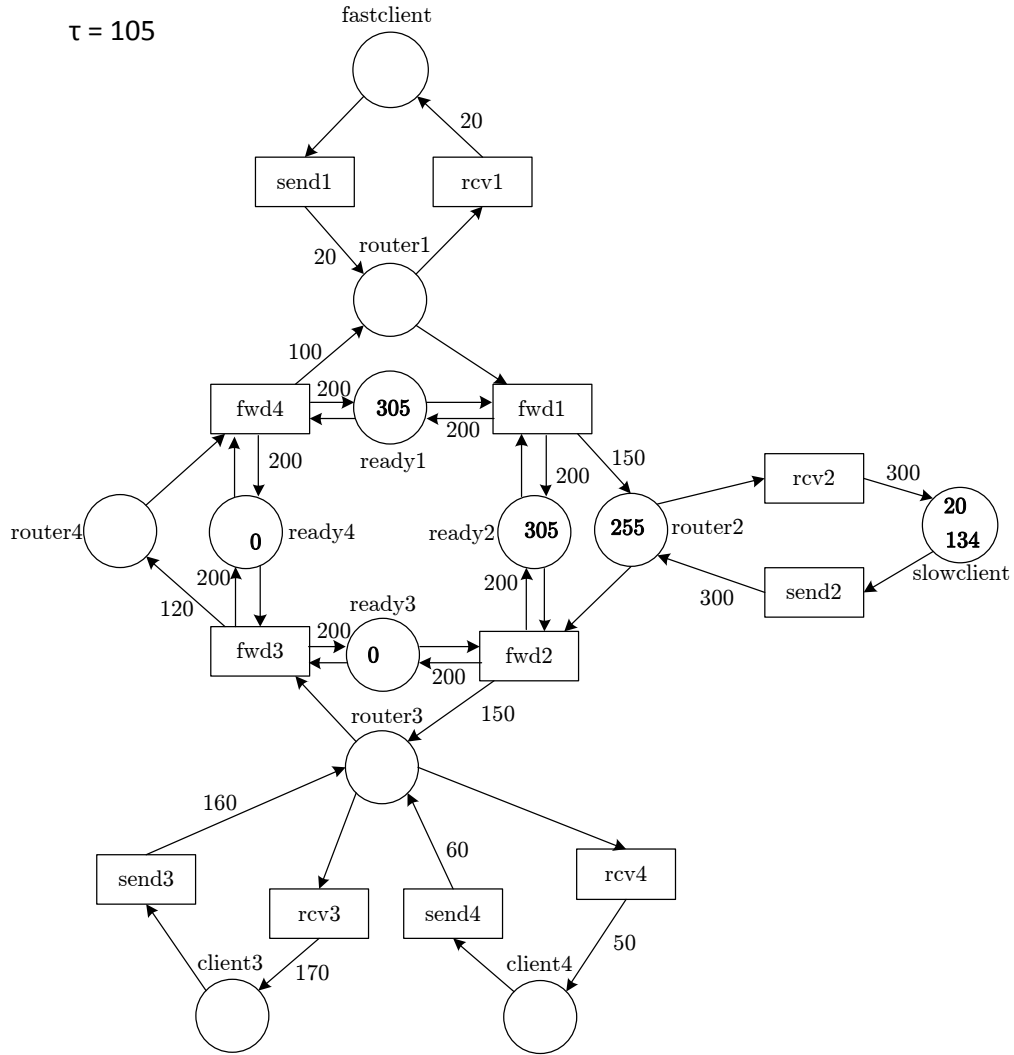 τ = 105
fastclient
20
send1
rcv1
20
router1
100
fwd4
200
305
fwd1
200
ready1
200
200
150
rcv2
300
router4
0
ready4
ready2
305
255
router2
20
134
slowclient
200
120
ready3
200
300
send2
fwd3
200
0
fwd2
200
router3
150
160
60
send3
rcv3
send4
rcv4
client3
170
client4
50